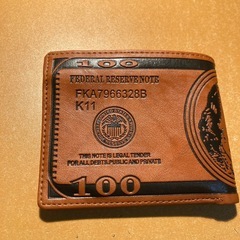 100
FEDERAL RESERVE NOTE
FKA7966328B
K11
THIS NOTE IS LEGAL TENDER
FOR ALL DEBTS, PUBLIC AND PRIVATE
100